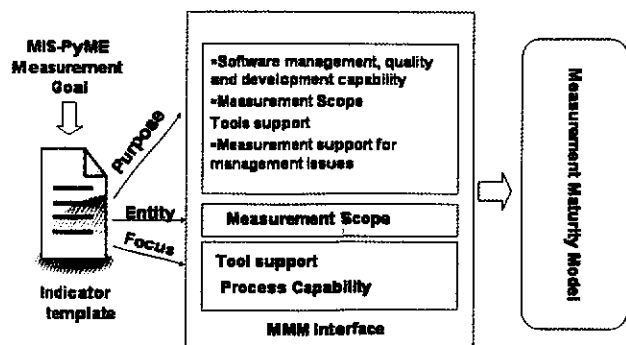 MIS-PyME
Measurement
Goal
Indicator
template
Purpose
Entity
Focus
▪Software management, quality
and development capability
▪Measurement Scope
Tools support
▪Measurement support for
management issues
Measurement Scope
Tool support
Process Capability
MMM Interface
Measurement Maturity Model